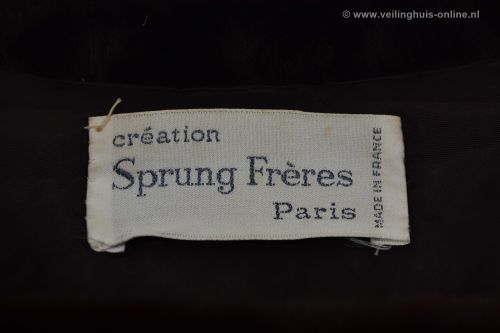 © www.veilinghuis-online.nl
création
Sprung Frères
Paris
MADE IN FRANCE